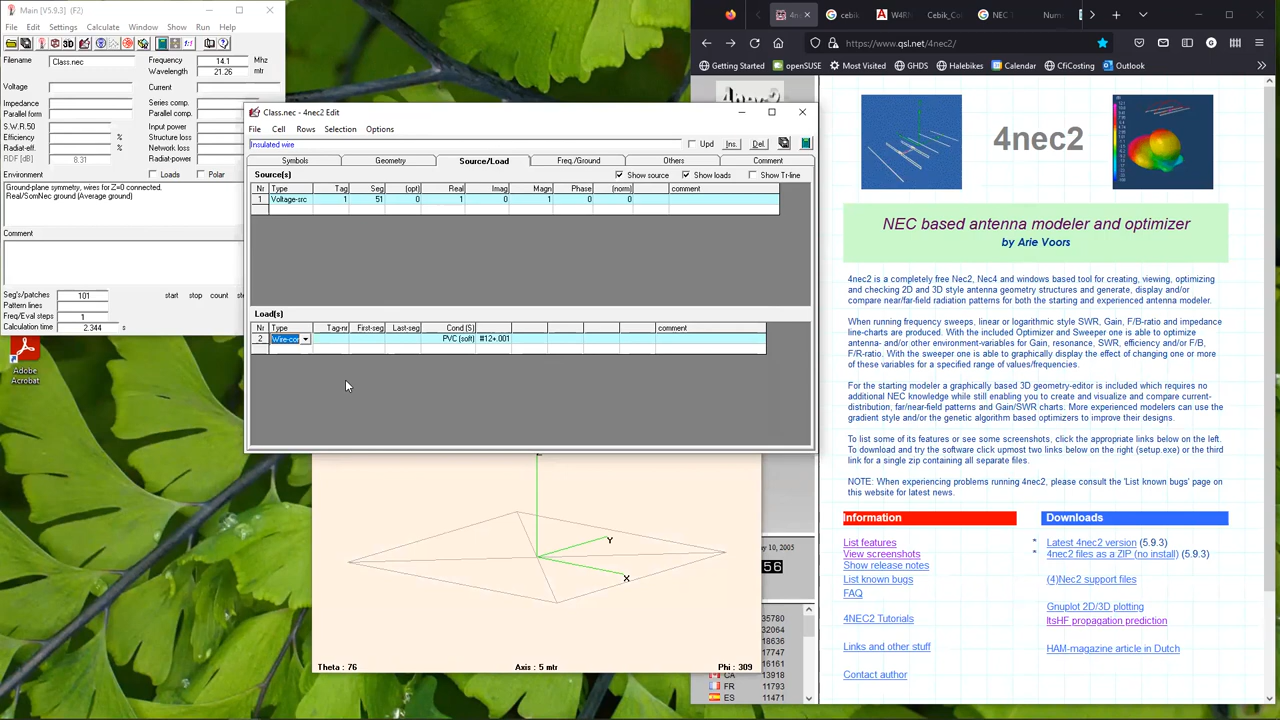 Main [V5.9.3] (F2)
File Edit Settings Calculate Window Show Run Help
3D
Filename Class.nec Frequency 14.1 Mhz
Wavelength 21.26 mtr
Voltage Current
Impedance Series comp.
Parallel form Parallel comp.
S.W.R.50 Input power
Efficiency % Structure loss
Radiat-eff. % Network loss
RDF [dB] 8.31 Radiat-power
Environment Loads Polar
Ground-plane symmetry, wires for Z=0 connected.
Real/SomNec ground (Average ground)
Comment
Seg's/patches 101 start stop count
Pattern lines
Freq/Eval steps 1
Calculation time 2.344 s
Adobe
Acrobat
Class.nec - 4nec2 Edit
File Cell Rows Selection Options
Insulated wire Upd Ins. Del.
Symbols Geometry Source/Load Freq./Ground Others Comment
Source(s) Show source Show loads Show Tr-line
Nr Type Tag Seg (opt) Real Imag Magn Phase (norm) comment
1 Voltage-src 1 51 0 1 0 1 0 0
Load(s)
Nr Type Tag-nr First-seg Last-seg Cond (S) comment
2 Wire-con PVC (soft) #12+.001
Y
X
Theta : 76 Axis : 5 mtr Phi : 309
cebik W4RN Cebik_Co NEC Num
https://www.qsl.net/4nec2/
Getting Started openSUSE Most Visited GFIDS Halebikes Calendar CfiCosting Outlook
4nec2
NEC based antenna modeler and optimizer
by Arie Voors
4nec2 is a completely free Nec2, Nec4 and windows based tool for creating, viewing, optimizing
and checking 2D and 3D style antenna geometry structures and generate, display and/or
compare near/far-field radiation patterns for both the starting and experienced antenna modeler.
When running frequency sweeps, linear or logarithmic style SWR, Gain, F/B-ratio and impedance
line-charts are produced. With the included Optimizer and Sweeper one is able to optimize
antenna- and/or other environment-variables for Gain, resonance, SWR, efficiency and/or F/B,
F/R-ratio. With the sweeper one is able to graphically display the effect of changing one or more
of these variables for a specified range of values/frequencies.
For the starting modeler a graphically based 3D geometry-editor is included which requires no
additional NEC knowledge while still enabling you to create and visualize and compare current-
distribution, far/near-field patterns and Gain/SWR charts. More experienced modelers can use the
gradient style and/or the genetic algorithm based optimizers to improve their designs.
To list some of its features or see some screenshots, click the appropriate links below on the left.
To download and try the software click upmost two links below on the right (setup.exe) or the third
link for a single zip containing all separate files.
NOTE: When experiencing problems running 4nec2, please consult the 'List known bugs' page on
this website for latest news.
Information Downloads
List features * Latest 4nec2 version (5.9.3)
View screenshots * 4nec2 files as a ZIP (no install) (5.9.3)
Show release notes
List known bugs (4)Nec2 support files
FAQ
Gnuplot 2D/3D plotting
4NEC2 Tutorials ItsHF propagation prediction
Links and other stuff HAM-magazine article in Dutch
Contact author
10, 2005
56
35780
32064
18636
17747
16161
CA 13918
FR 11793
ES 11471